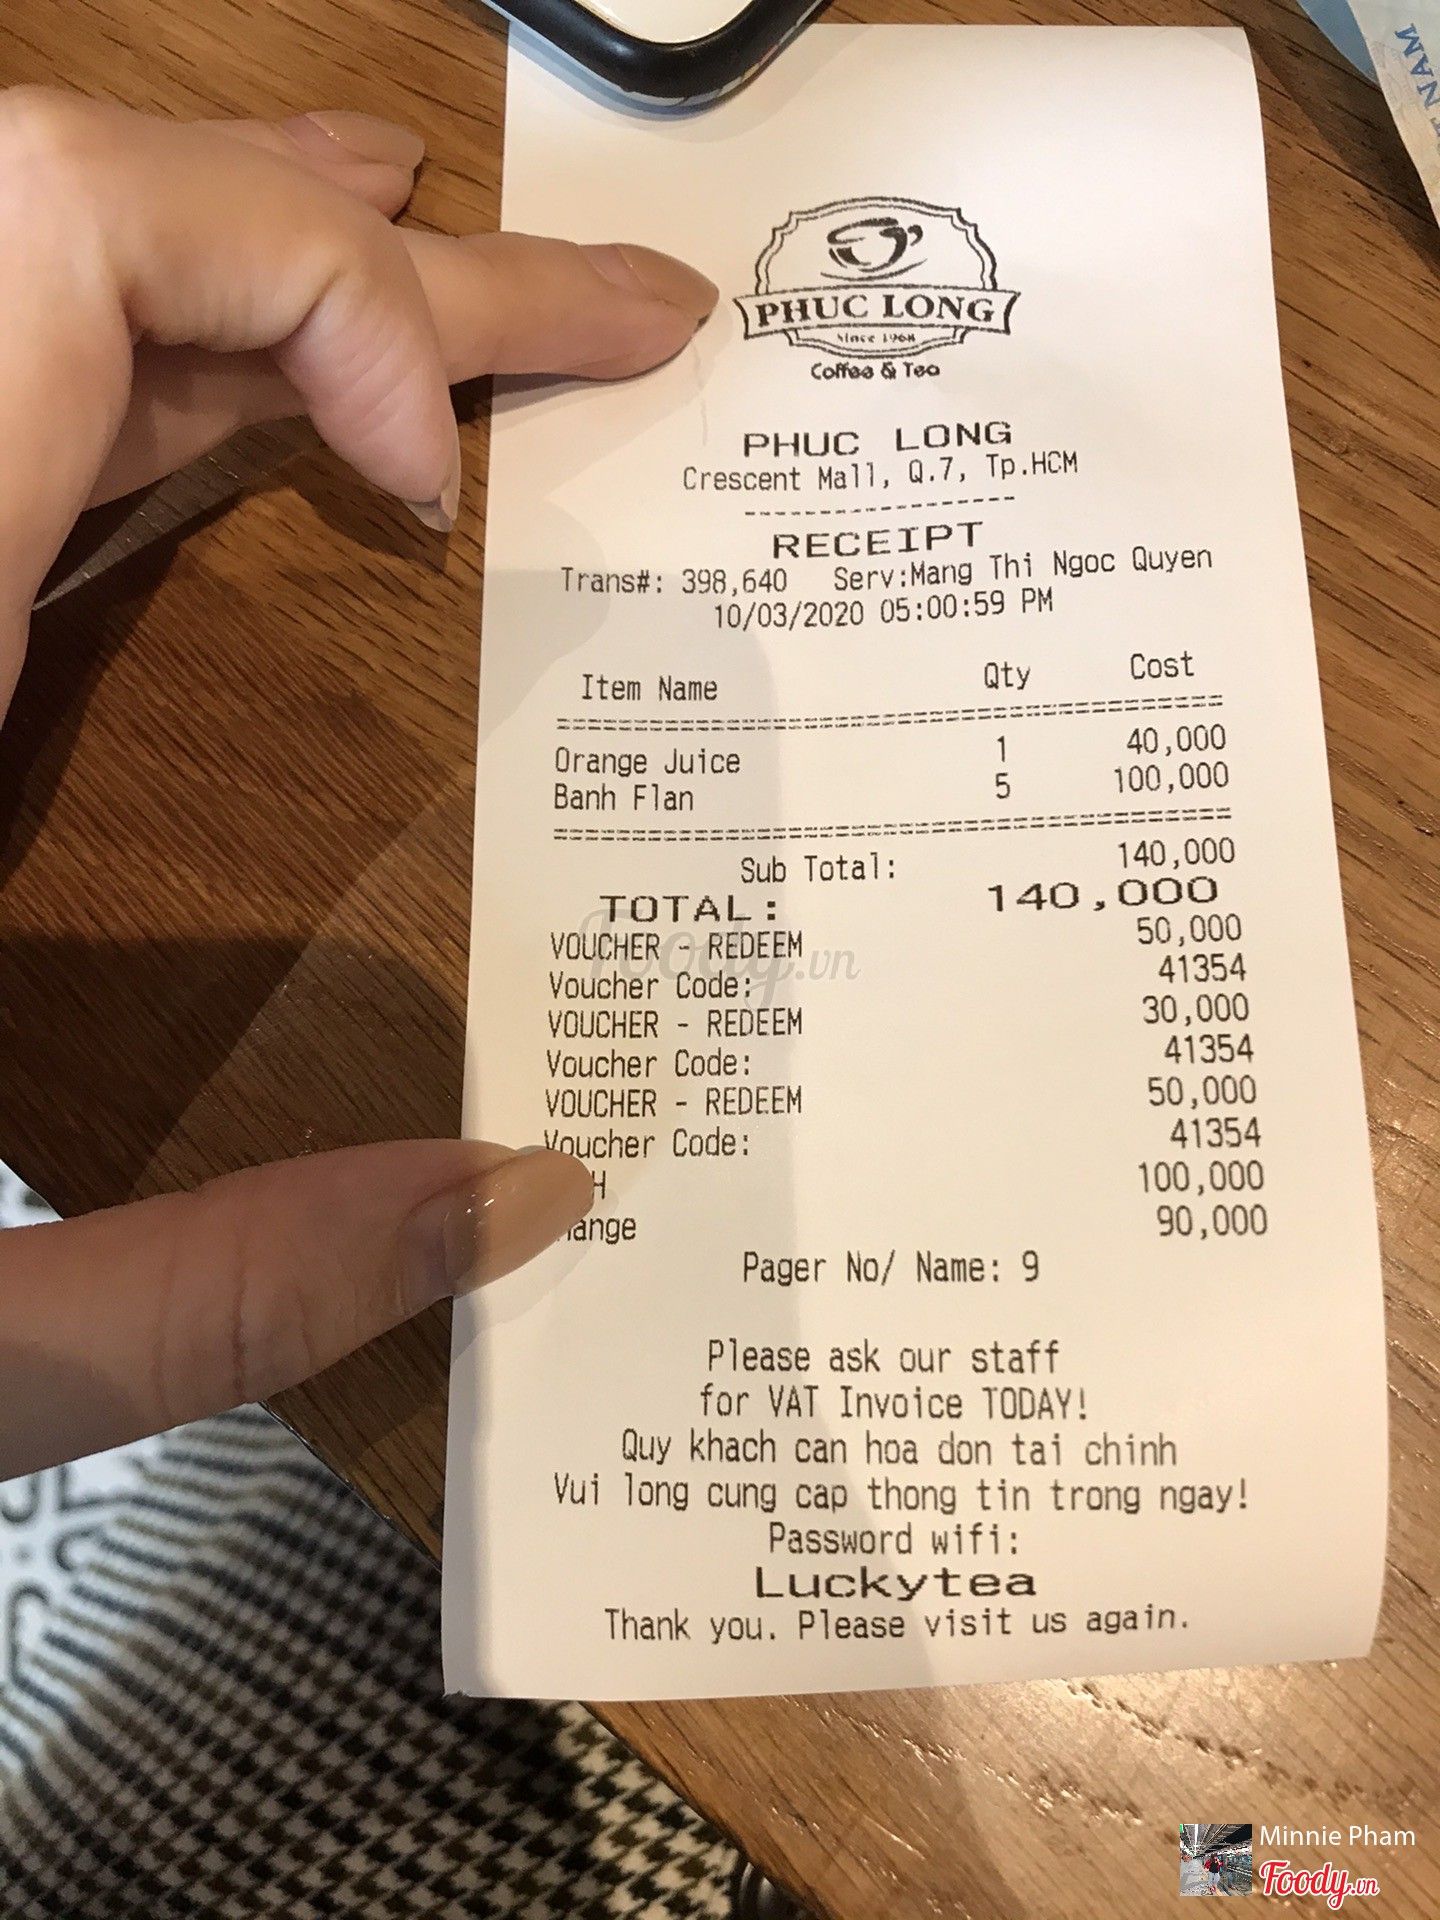 NAM
PHUC LONG
Since 1968
Coffee & Tea
PHUC LONG
Crescent Mall, Q.7, Tp.HCM
RECEIPT
Trans#: 398,640 Serv:Mang Thi Ngoc Quyen
10/03/2020 05:00:59 PM
Item Name Qty Cost
Orange Juice 1 40,000
Banh Flan 5 100,000
Sub Total: 140,000
TOTAL: 140,000
VOUCHER - REDEEM 50,000
Voucher Code: 41354
VOUCHER - REDEEM 30,000
Voucher Code: 41354
VOUCHER - REDEEM 50,000
Voucher Code: 41354
H 100,000
ange 90,000
Pager No/ Name: 9
Please ask our staff
for VAT Invoice TODAY!
Quy khach can hoa don tai chinh
Vui long cung cap thong tin trong ngay!
Password wifi:
Luckytea
Thank you. Please visit us again.
Foody.vn
Minnie Pham
Foody.vn